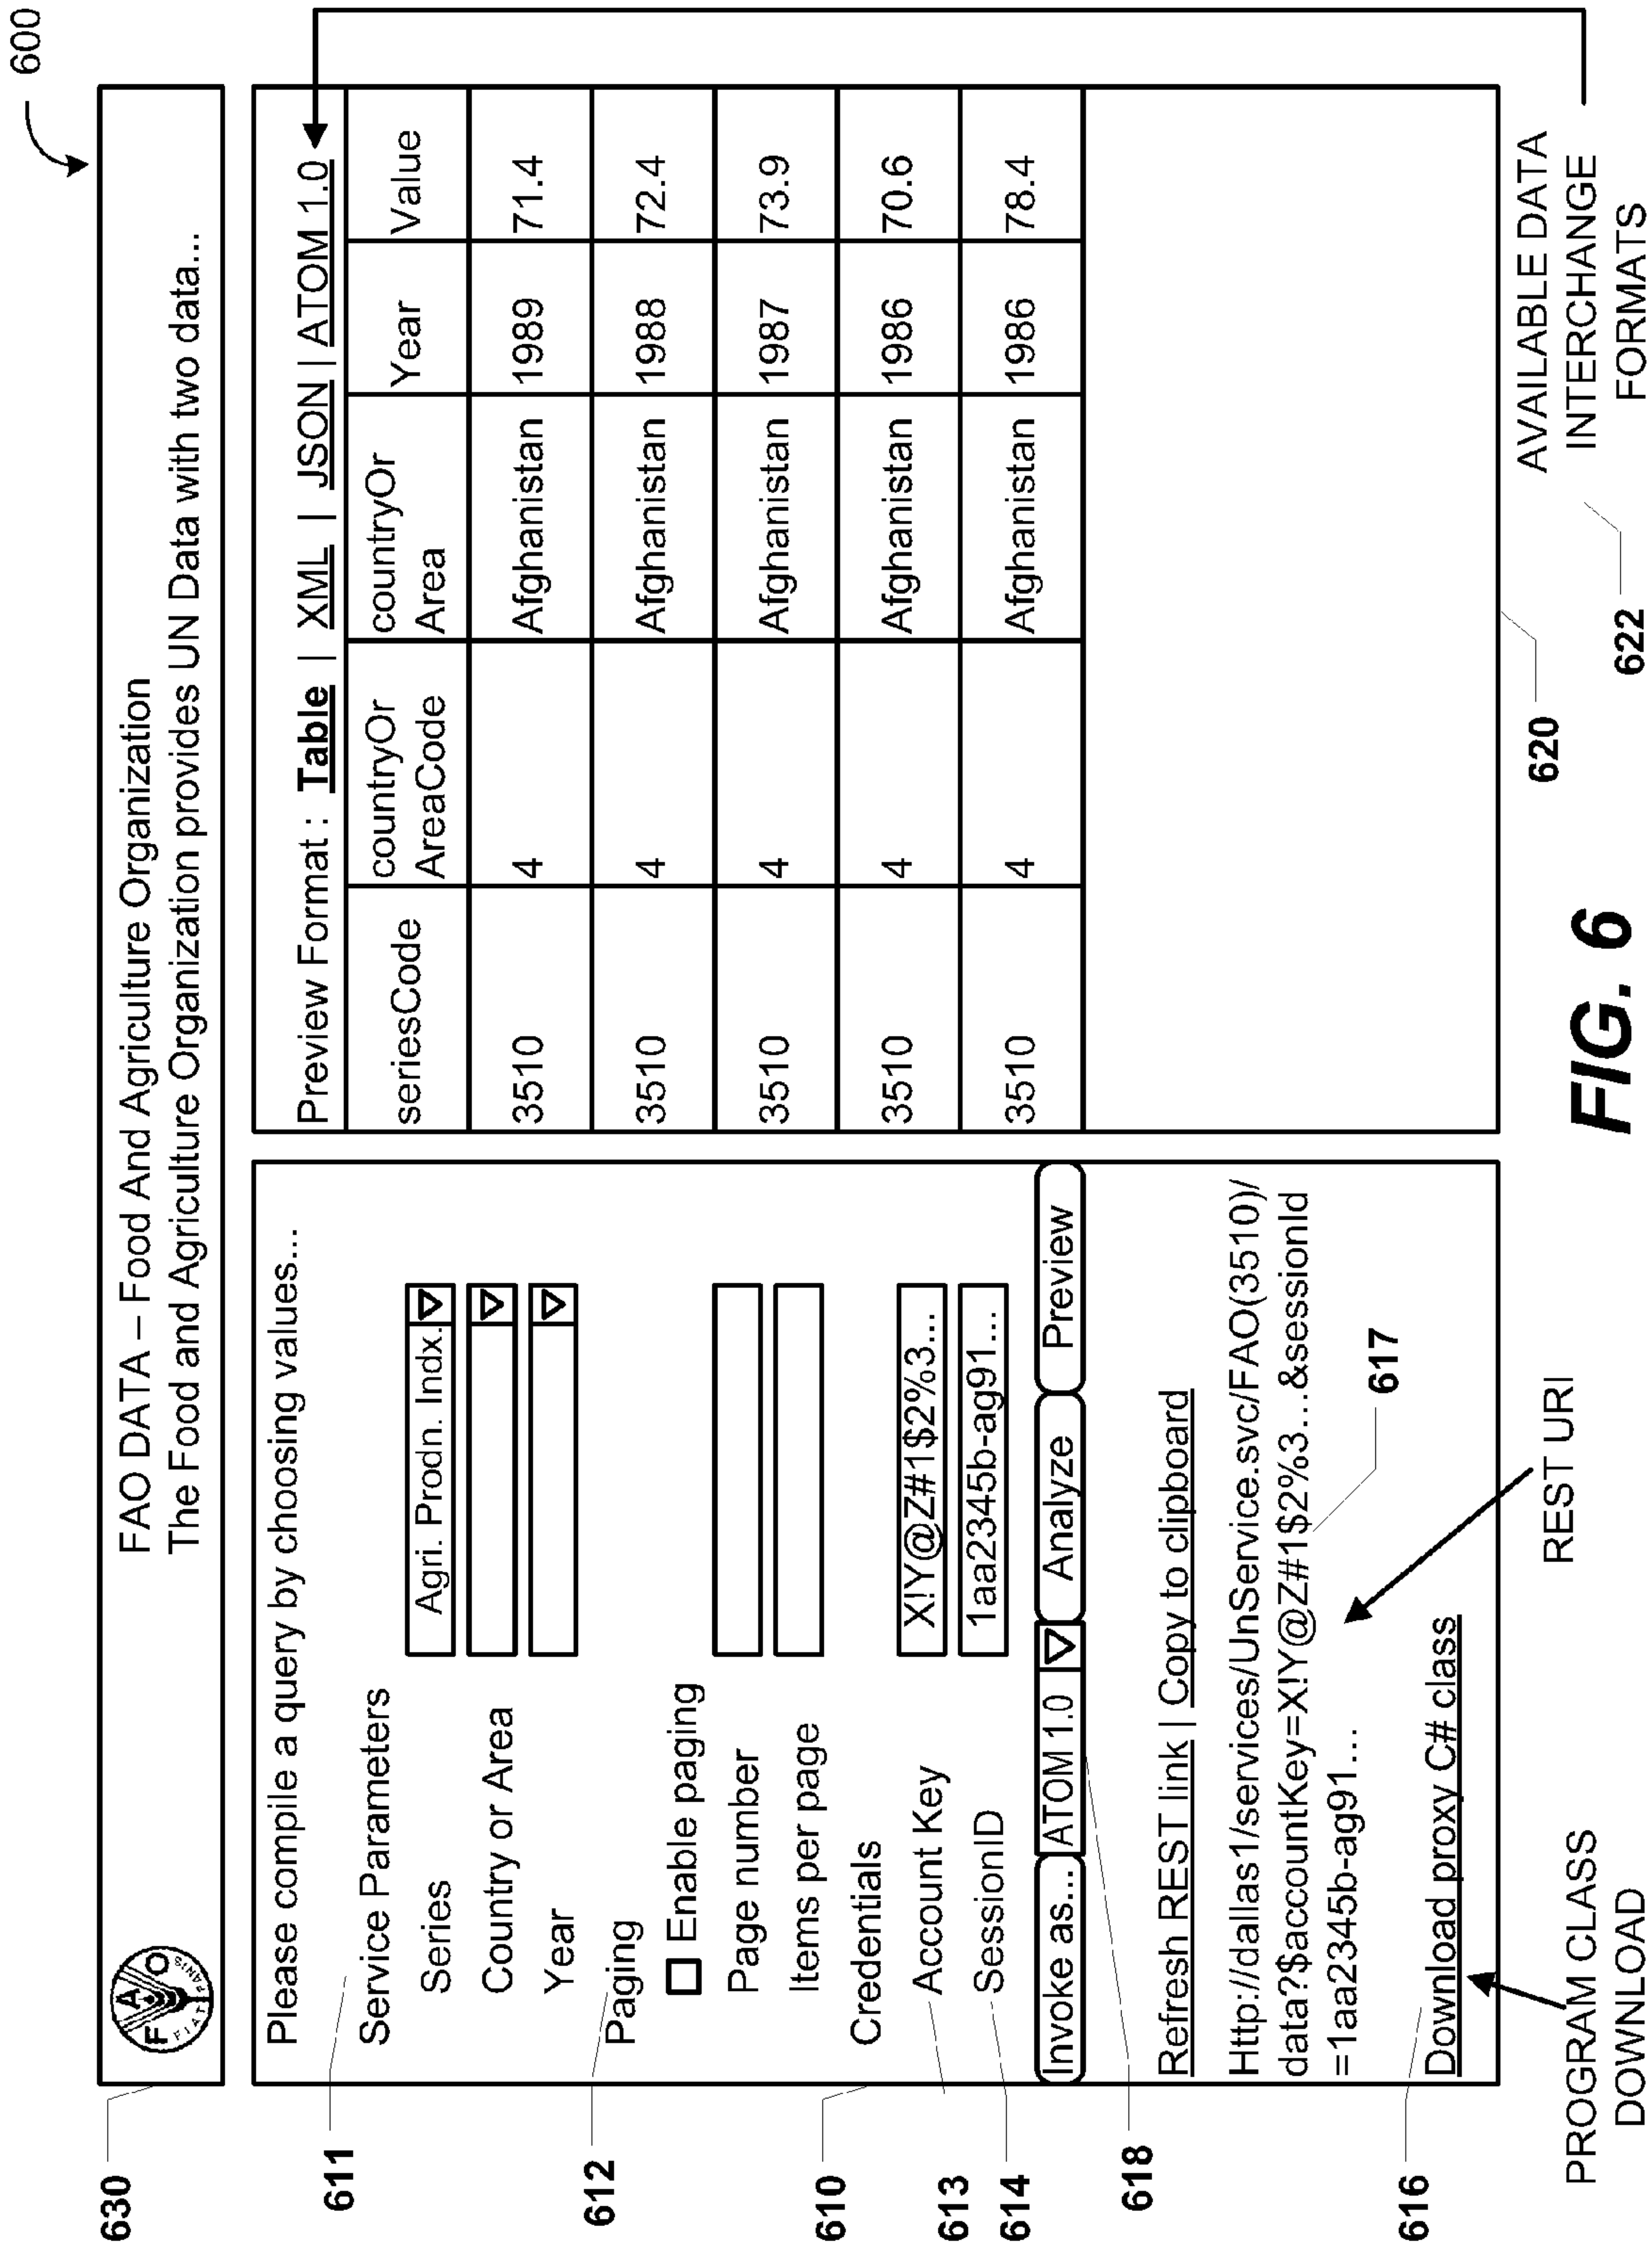 600
630
F A O
FIAT PANIS
FAO DATA – Food And Agriculture Organization
The Food and Agriculture Organization provides UN Data with two data...
611
612
610
613
614
618
616
Please compile a query by choosing values...
Service Parameters
Series Agri. Prodn. Indx.
Country or Area
Year
Paging
Enable paging
Page number
Items per page
Credentials
Account Key X!Y@Z#1$2%3...
SessionID 1aa2345b-ag91...
Invoke as... ATOM 1.0 Analyze Preview
Refresh REST link | Copy to clipboard
Http://dallas1/services/UnService.svc/FAO(3510)/
data?$accountKey=X!Y@Z#1$2%3...&sessionId
=1aa2345b-ag91...
617
Download proxy C# class
PROGRAM CLASS
DOWNLOAD
REST URI
Preview Format : Table | XML | JSON | ATOM 1.0
seriesCode countryOr AreaCode countryOr Area Year Value
3510 4 Afghanistan 1989 71.4
3510 4 Afghanistan 1988 72.4
3510 4 Afghanistan 1987 73.9
3510 4 Afghanistan 1986 70.6
3510 4 Afghanistan 1986 78.4
620
622
AVAILABLE DATA
INTERCHANGE
FORMATS
FIG. 6